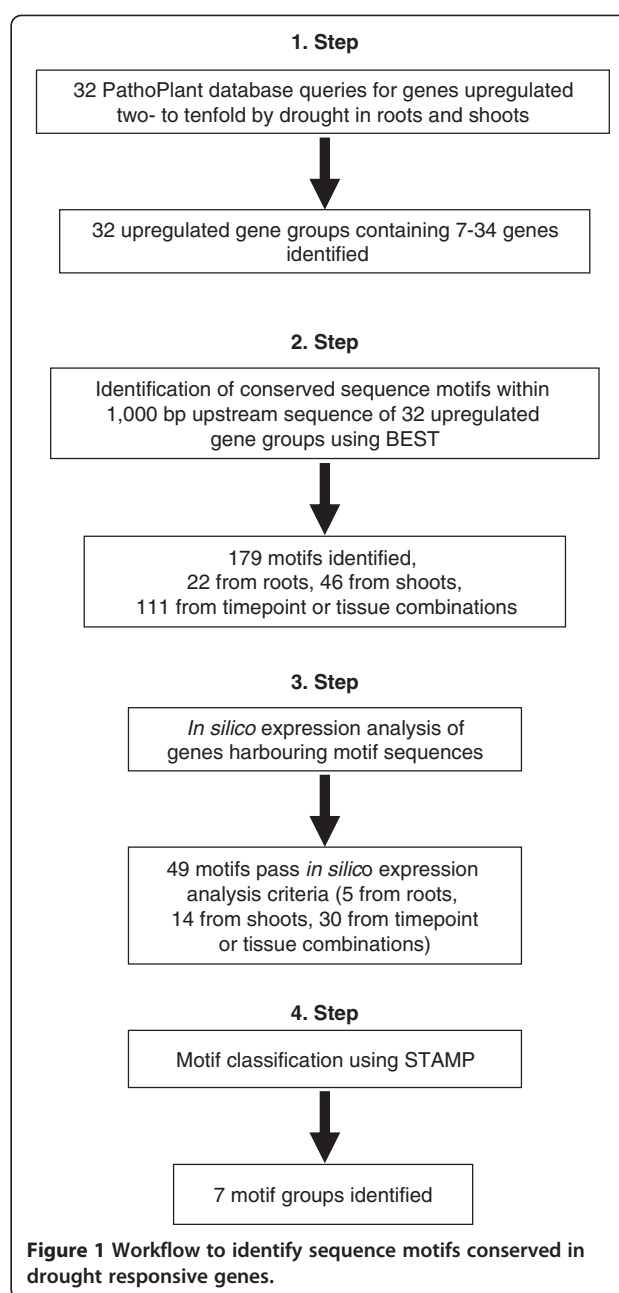 1. Step
32 PathoPlant database queries for genes upregulated
two- to tenfold by drought in roots and shoots
32 upregulated gene groups containing 7-34 genes
identified
2. Step
Identification of conserved sequence motifs within
1,000 bp upstream sequence of 32 upregulated
gene groups using BEST
179 motifs identified,
22 from roots, 46 from shoots,
111 from timepoint or tissue combinations
3. Step
In silico expression analysis of
genes harbouring motif sequences
49 motifs pass in silico expression
analysis criteria (5 from roots,
14 from shoots, 30 from timepoint
or tissue combinations)
4. Step
Motif classification using STAMP
7 motif groups identified
Figure 1 Workflow to identify sequence motifs conserved in
drought responsive genes.